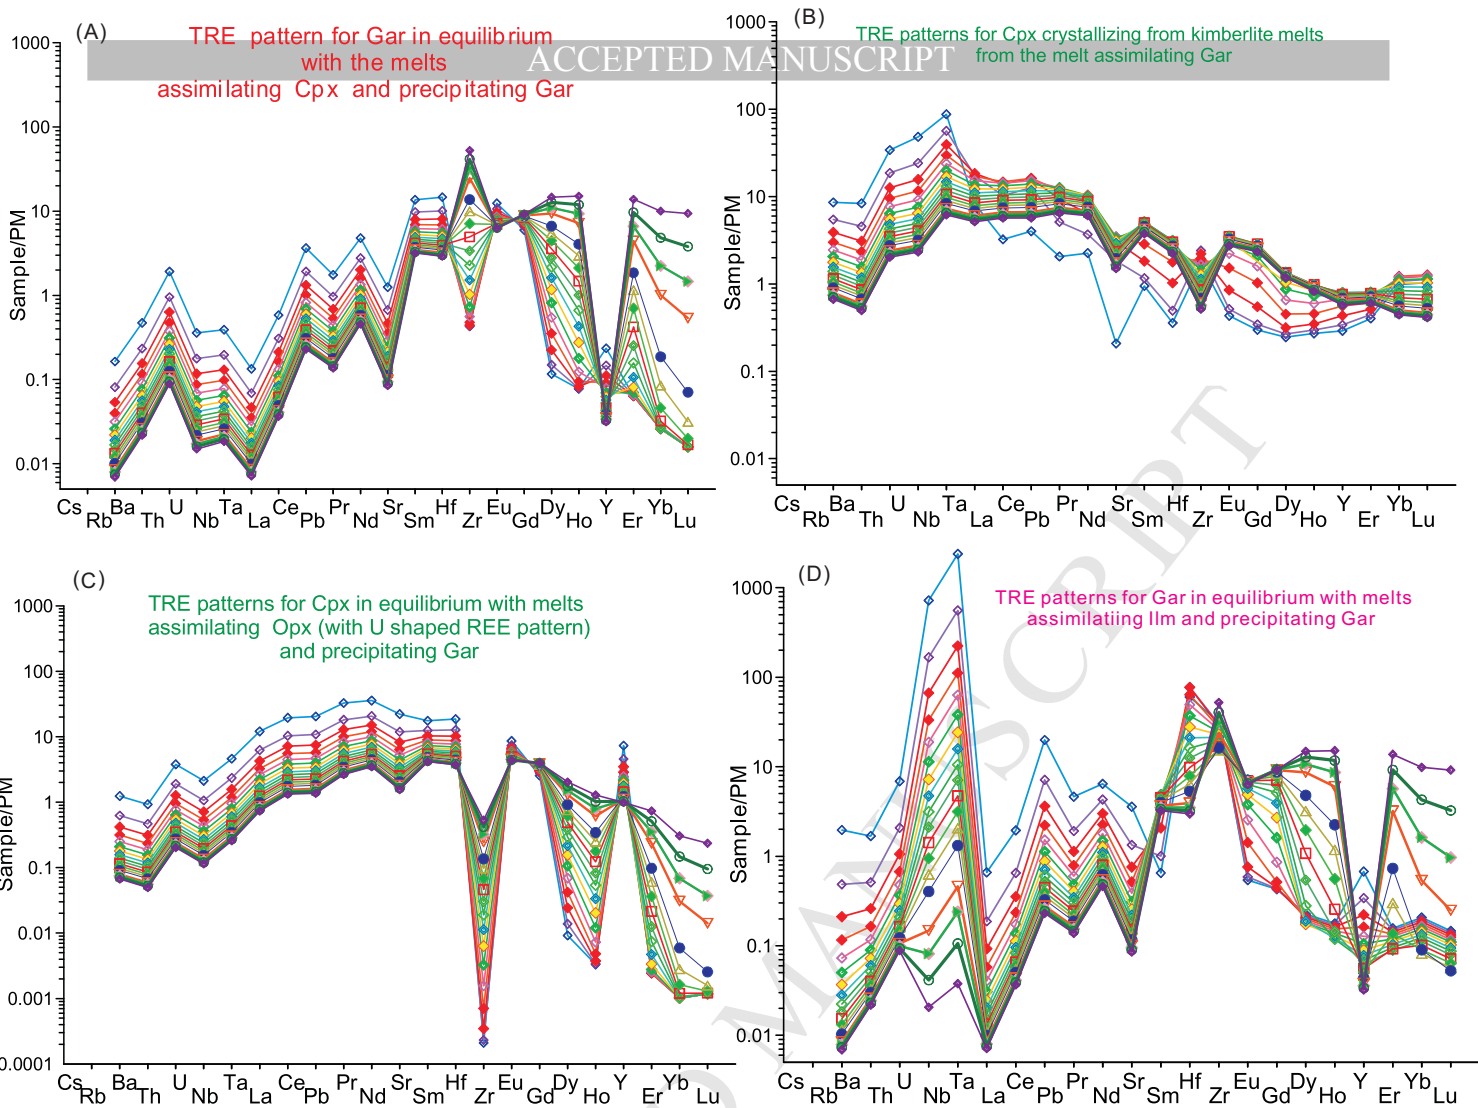 (A)
TRE pattern for Gar in equilibrium
with the melts
assimilating Cpx and precipitating Gar
ACCEPTED MANUSCRIPT
Sample/PM
1000
100
10
1
0.1
0.01
Cs Rb Ba Th U Nb Ta La Ce Pb Pr Nd Sr Sm Hf Zr Eu Gd Dy Ho Y Er Yb Lu
(B)
TRE patterns for Cpx crystallizing from kimberlite melts
from the melt assimilating Gar
Sample/PM
1000
100
10
1
0.1
0.01
Cs Rb Ba Th U Nb Ta La Ce Pb Pr Nd Sr Sm Hf Zr Eu Gd Dy Ho Y Er Yb Lu
(C)
TRE patterns for Cpx in equilibrium with melts
assimilating Opx (with U shaped REE pattern)
and precipitating Gar
Sample/PM
1000
100
10
1
0.1
0.01
0.001
0.0001
Cs Rb Ba Th U Nb Ta La Ce Pb Pr Nd Sr Sm Hf Zr Eu Gd Dy Ho Y Er Yb Lu
(D)
TRE patterns for Gar in equilibrium with melts
assimilatiing Ilm and precipitating Gar
Sample/PM
1000
100
10
1
0.1
0.01
Cs Rb Ba Th U Nb Ta La Ce Pb Pr Nd Sr Sm Hf Zr Eu Gd Dy Ho Y Er Yb Lu
D MANUSCRIPT